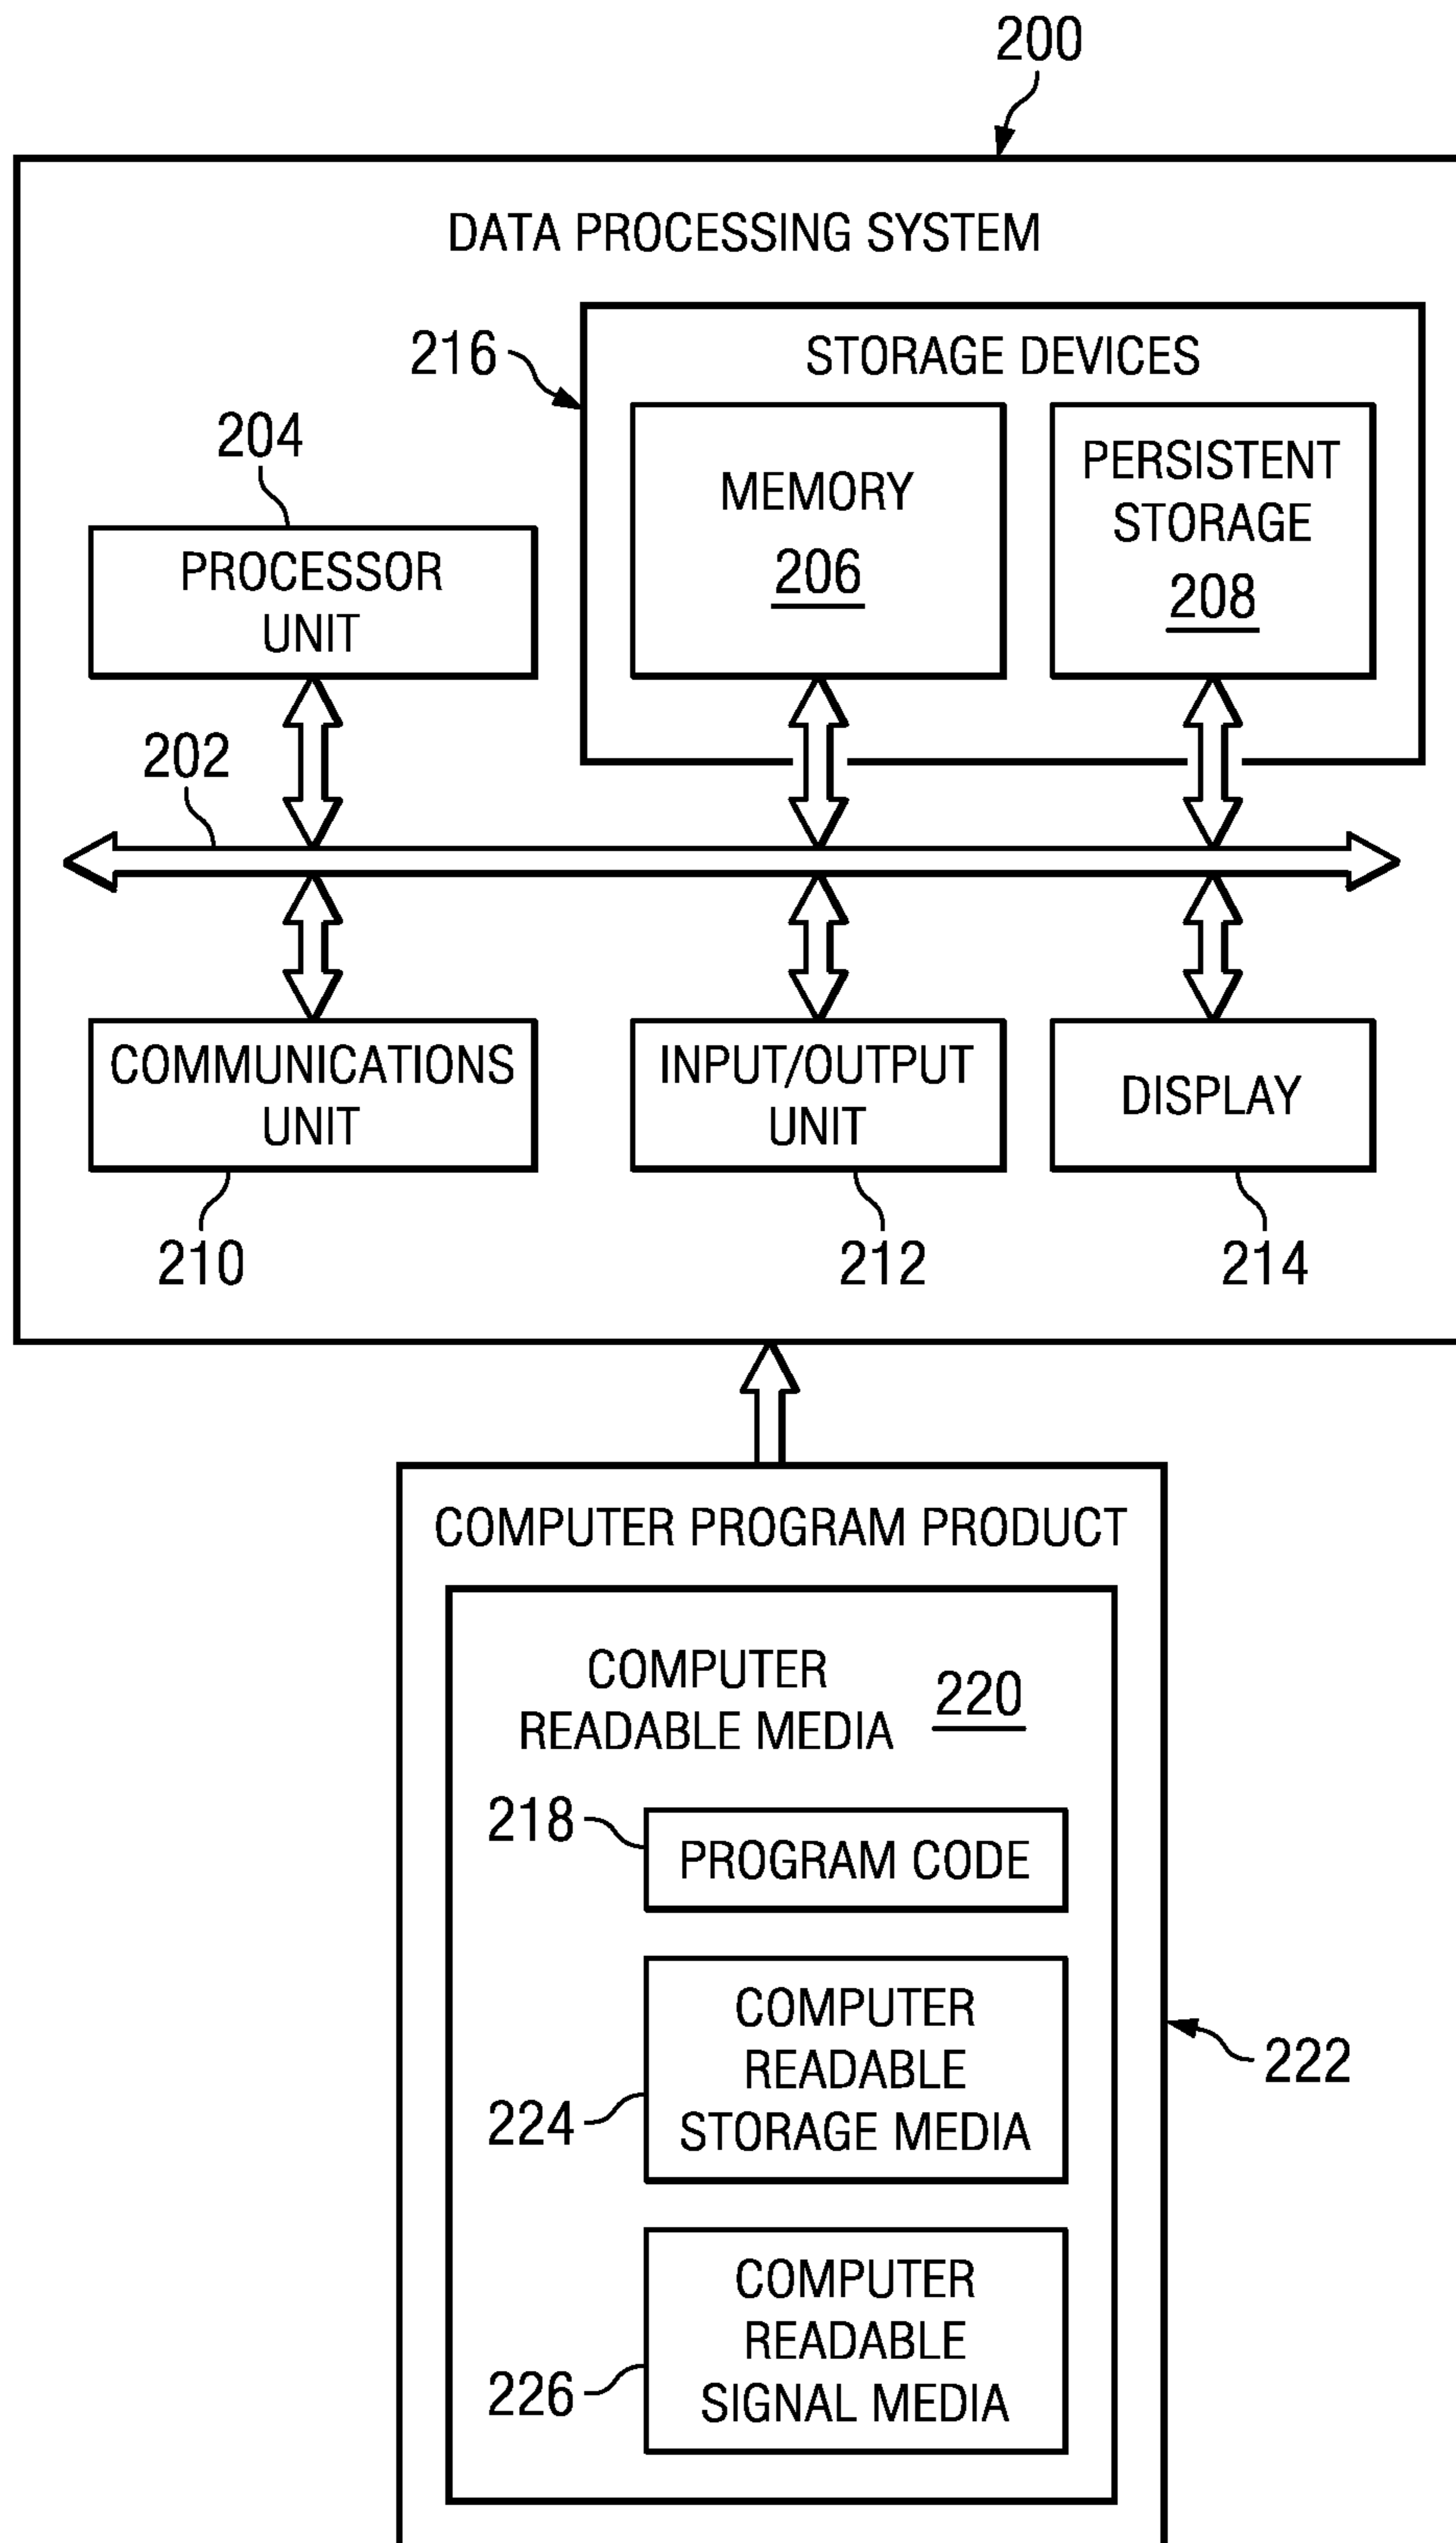 200
DATA PROCESSING SYSTEM
216
STORAGE DEVICES
204
MEMORY
206
PERSISTENT
STORAGE
208
PROCESSOR
UNIT
202
COMMUNICATIONS
UNIT
INPUT/OUTPUT
UNIT
DISPLAY
210
212
214
COMPUTER PROGRAM PRODUCT
COMPUTER
READABLE MEDIA
220
218
PROGRAM CODE
COMPUTER
READABLE
STORAGE MEDIA
224
222
COMPUTER
READABLE
SIGNAL MEDIA
226